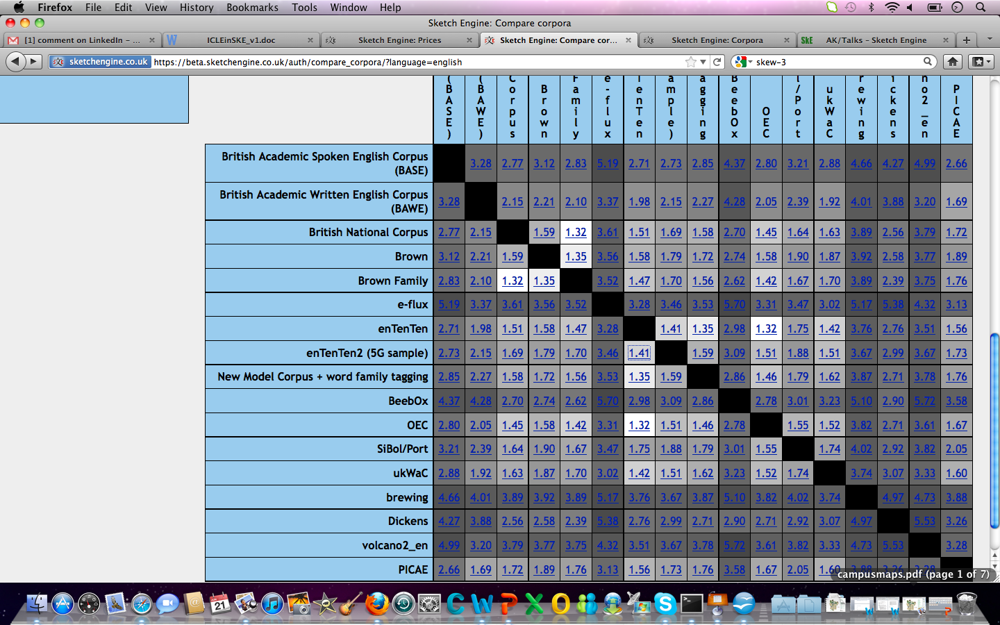 Firefox File Edit View History Bookmarks Tools Window Help
Sketch Engine: Compare corpora
[1] comment on LinkedIn – ... ICLEinSKE_v1.doc Sketch Engine: Prices Sketch Engine: Compare cor... Sketch Engine: Corpora SkE AK/Talks – Sketch Engine
sketchengine.co.uk https://beta.sketchengine.co.uk/auth/compare_corpora/?language=english skew-3
(BASE) (BAWE) Corpus Brown Family e-flux TenTen ample) agging BeebOx OEC l/Port ukWaC rewing ickens no2_en PICAE
British Academic Spoken English Corpus
(BASE) 3.28 2.77 3.12 2.83 5.19 2.71 2.73 2.85 4.37 2.80 3.21 2.88 4.66 4.27 4.99 2.66
British Academic Written English Corpus
(BAWE) 3.28 2.15 2.21 2.10 3.37 1.98 2.15 2.27 4.28 2.05 2.39 1.92 4.01 3.88 3.20 1.69
British National Corpus 2.77 2.15 1.59 1.32 3.61 1.51 1.69 1.58 2.70 1.45 1.64 1.63 3.89 2.56 3.79 1.72
Brown 3.12 2.21 1.59 1.35 3.56 1.58 1.79 1.72 2.74 1.58 1.90 1.87 3.92 2.58 3.77 1.89
Brown Family 2.83 2.10 1.32 1.35 3.52 1.47 1.70 1.56 2.62 1.42 1.67 1.70 3.89 2.39 3.75 1.76
e-flux 5.19 3.37 3.61 3.56 3.52 3.28 3.46 3.53 5.70 3.31 3.47 3.02 5.17 5.38 4.32 3.13
enTenTen 2.71 1.98 1.51 1.58 1.47 3.28 1.41 1.35 2.98 1.32 1.75 1.42 3.76 2.76 3.51 1.56
enTenTen2 (5G sample) 2.73 2.15 1.69 1.79 1.70 3.46 1.41 1.59 3.09 1.51 1.88 1.51 3.67 2.99 3.67 1.73
New Model Corpus + word family tagging 2.85 2.27 1.58 1.72 1.56 3.53 1.35 1.59 2.86 1.46 1.79 1.62 3.87 2.71 3.78 1.76
BeebOx 4.37 4.28 2.70 2.74 2.62 5.70 2.98 3.09 2.86 2.78 3.01 3.23 5.10 2.90 5.72 3.58
OEC 2.80 2.05 1.45 1.58 1.42 3.31 1.32 1.51 1.46 2.78 1.55 1.52 3.82 2.71 3.61 1.67
SiBol/Port 3.21 2.39 1.64 1.90 1.67 3.47 1.75 1.88 1.79 3.01 1.55 1.74 4.02 2.92 3.82 2.05
ukWaC 2.88 1.92 1.63 1.87 1.70 3.02 1.42 1.51 1.62 3.23 1.52 1.74 3.74 3.07 3.33 1.60
brewing 4.66 4.01 3.89 3.92 3.89 5.17 3.76 3.67 3.87 5.10 3.82 4.02 3.74 4.97 4.73 3.88
Dickens 4.27 3.88 2.56 2.58 2.39 5.38 2.76 2.99 2.71 2.90 2.71 2.92 3.07 4.97 5.53 3.26
volcano2_en 4.99 3.20 3.79 3.77 3.75 4.32 3.51 3.67 3.78 5.72 3.61 3.82 3.33 4.73 5.53 3.28
PICAE 2.66 1.69 1.72 1.89 1.76 3.13 1.56 1.73 1.76 3.58 1.67 2.05 1.60
campusmaps.pdf (page 1 of 7)